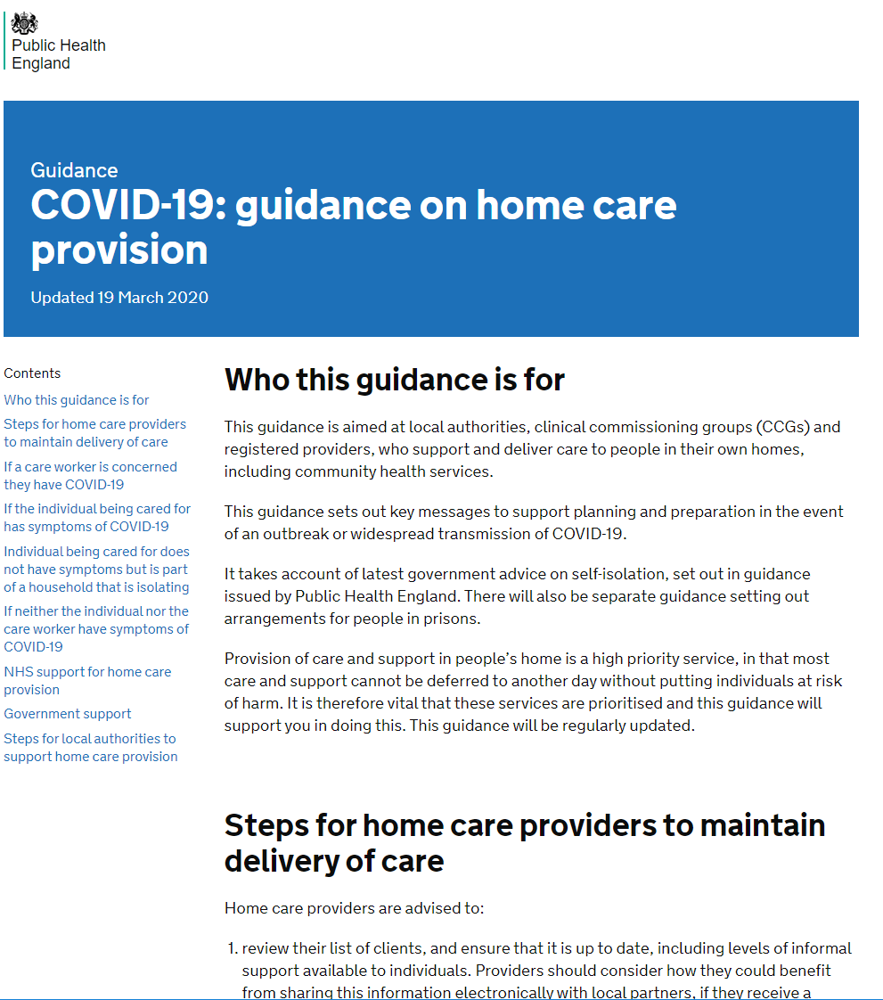 Public Health
England
Guidance
COVID-19: guidance on home care
provision
Updated 19 March 2020
Contents
Who this guidance is for
Steps for home care providers
to maintain delivery of care
If a care worker is concerned
they have COVID-19
If the individual being cared for
has symptoms of COVID-19
Individual being cared for does
not have symptoms but is part
of a household that is isolating
If neither the individual nor the
care worker have symptoms of
COVID-19
NHS support for home care
provision
Government support
Steps for local authorities to
support home care provision
Who this guidance is for
This guidance is aimed at local authorities, clinical commissioning groups (CCGs) and
registered providers, who support and deliver care to people in their own homes,
including community health services.
This guidance sets out key messages to support planning and preparation in the event
of an outbreak or widespread transmission of COVID-19.
It takes account of latest government advice on self-isolation, set out in guidance
issued by Public Health England. There will also be separate guidance setting out
arrangements for people in prisons.
Provision of care and support in people’s home is a high priority service, in that most
care and support cannot be deferred to another day without putting individuals at risk
of harm. It is therefore vital that these services are prioritised and this guidance will
support you in doing this. This guidance will be regularly updated.
Steps for home care providers to maintain
delivery of care
Home care providers are advised to:
1. review their list of clients, and ensure that it is up to date, including levels of informal
support available to individuals. Providers should consider how they could benefit
from sharing this information electronically with local partners, if they receive a